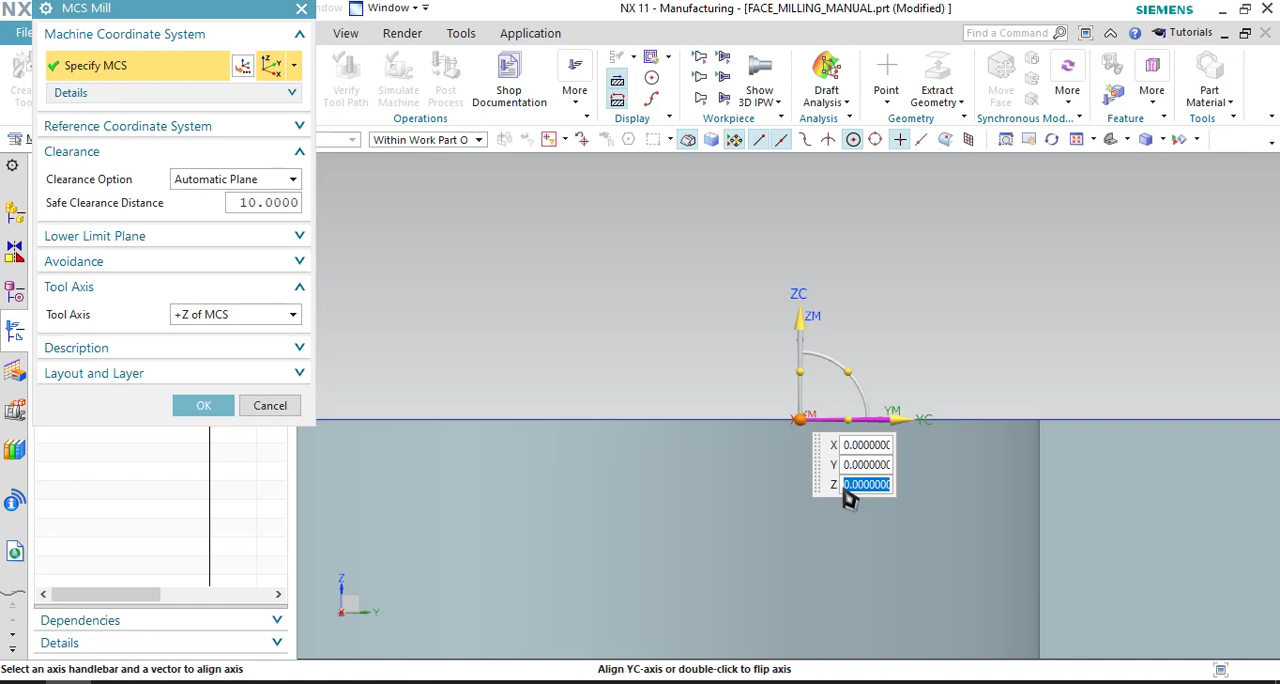 NX
MCS Mill
Window
NX 11 - Manufacturing - [FACE_MILLING_MANUAL.prt (Modified) ]
SIEMENS
Machine Coordinate System
View
Render
Tools
Application
Find a Command
Tutorials
Specify MCS
Details
Verify Tool Path
Simulate Machine
Post Process
Shop Documentation
More
Show 3D IPW
Draft Analysis
Point
Extract Geometry
Move Face
More
More
Part Material
Operations
Display
Workpiece
Analysis
Geometry
Synchronous Mod...
Feature
Tools
Reference Coordinate System
Within Work Part O
Clearance
Clearance Option
Automatic Plane
Safe Clearance Distance
10.0000
Lower Limit Plane
Avoidance
Tool Axis
Tool Axis
+Z of MCS
Description
Layout and Layer
OK
Cancel
ZC
ZM
YM
YC
X 0.0000000
Y 0.0000000
Z 0.0000000
Z
Y
Dependencies
Details
Select an axis handlebar and a vector to align axis
Align YC-axis or double-click to flip axis